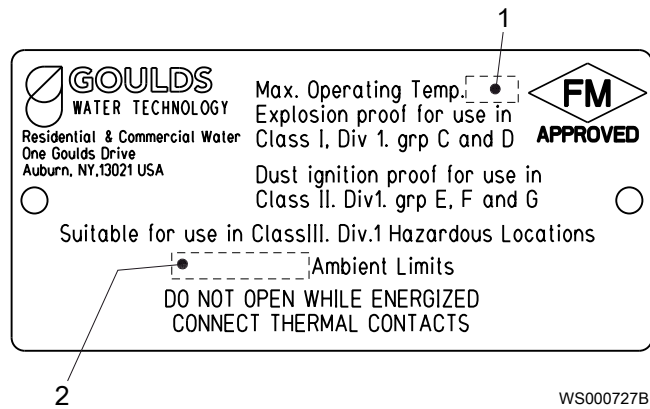 1
GOULDS
WATER TECHNOLOGY
Residential & Commercial Water
One Goulds Drive
Auburn, NY,13021 USA
Max. Operating Temp.
Explosion proof for use in
Class I, Div 1. grp C and D
FM
APPROVED
Dust ignition proof for use in
Class II. Div1. grp E, F and G
Suitable for use in ClassIII. Div.1 Hazardous Locations
Ambient Limits
DO NOT OPEN WHILE ENERGIZED
CONNECT THERMAL CONTACTS
2
WS000727B